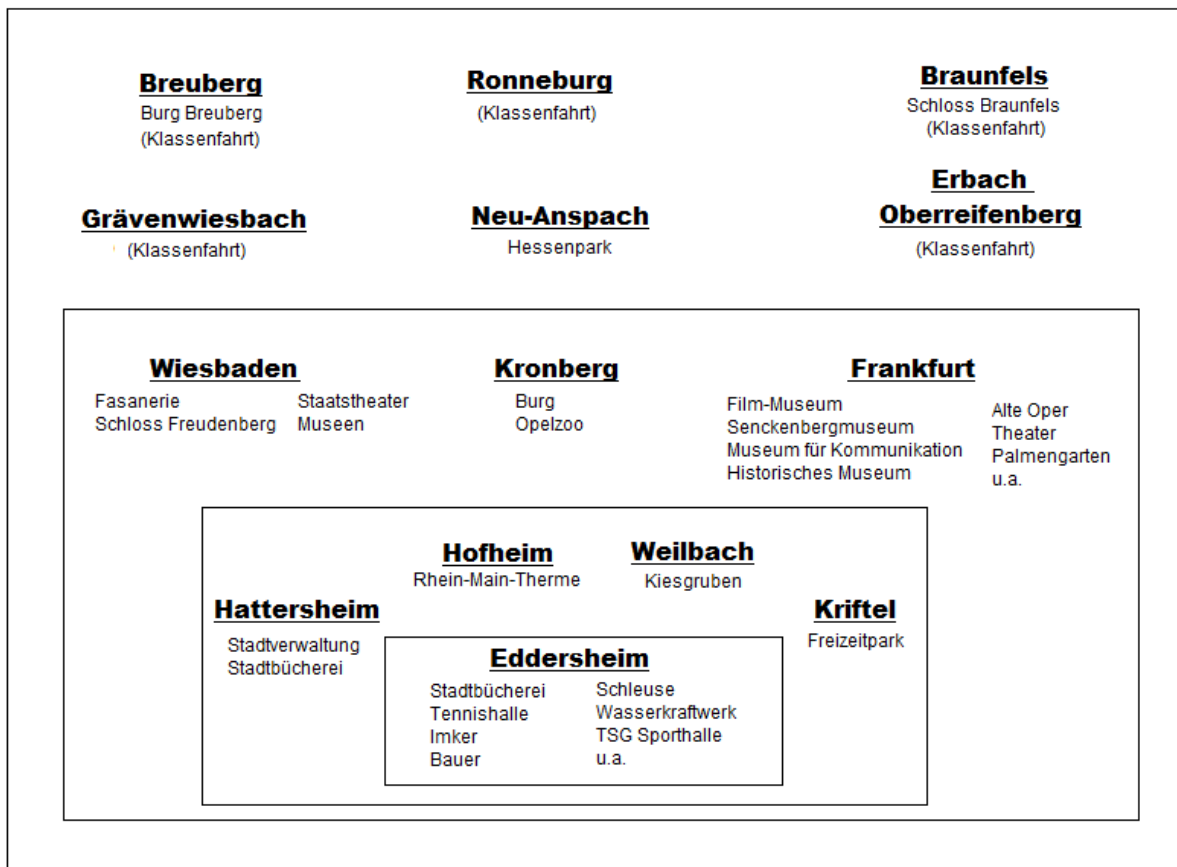 Breuberg
Burg Breuberg
(Klassenfahrt)
Ronneburg
(Klassenfahrt)
Braunfels
Schloss Braunfels
(Klassenfahrt)
Grävenwiesbach
(Klassenfahrt)
Neu-Anspach
Hessenpark
Erbach
Oberreifenberg
(Klassenfahrt)
Wiesbaden
Fasanerie
Schloss Freudenberg
Staatstheater
Museen
Kronberg
Burg
Opelzoo
Frankfurt
Film-Museum
Senckenbergmuseum
Museum für Kommunikation
Historisches Museum
Alte Oper
Theater
Palmengarten
u.a.
Hofheim
Rhein-Main-Therme
Weilbach
Kiesgruben
Hattersheim
Stadtverwaltung
Stadtbücherei
Kriftel
Freizeitpark
Eddersheim
Stadtbücherei
Tennishalle
Imker
Bauer
Schleuse
Wasserkraftwerk
TSG Sporthalle
u.a.